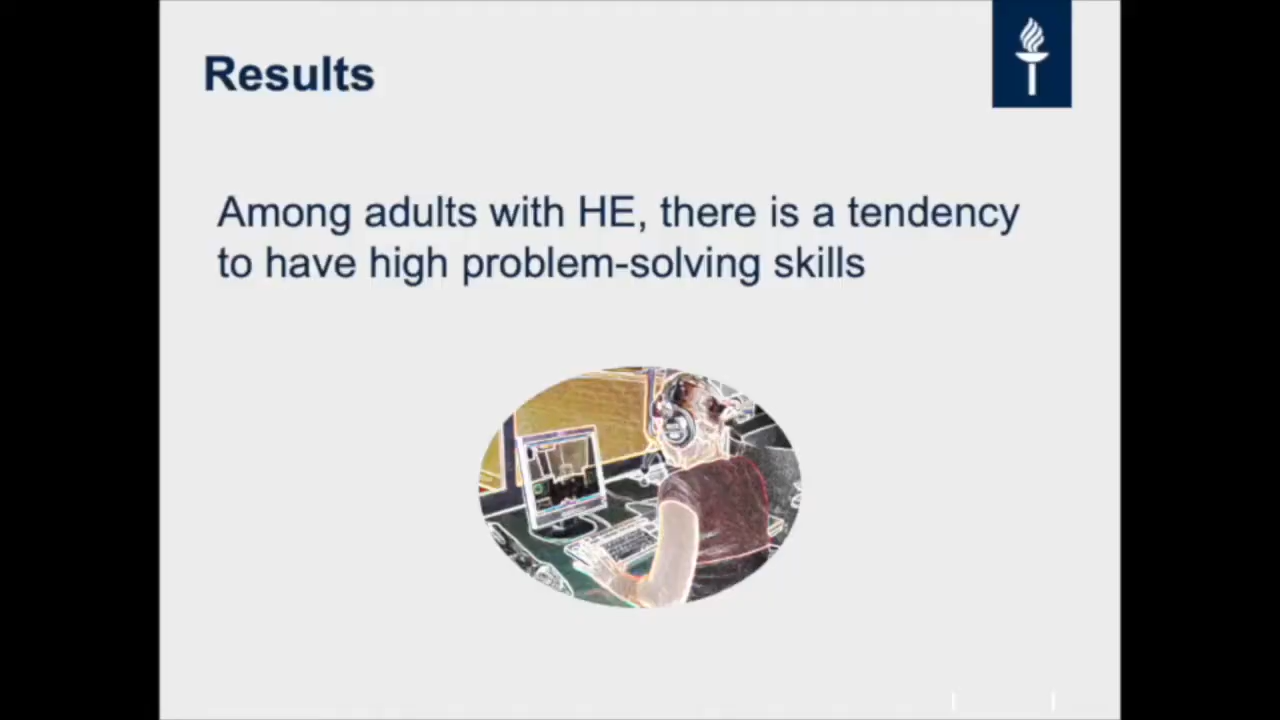 Results
Among adults with HE, there is a tendency
to have high problem-solving skills